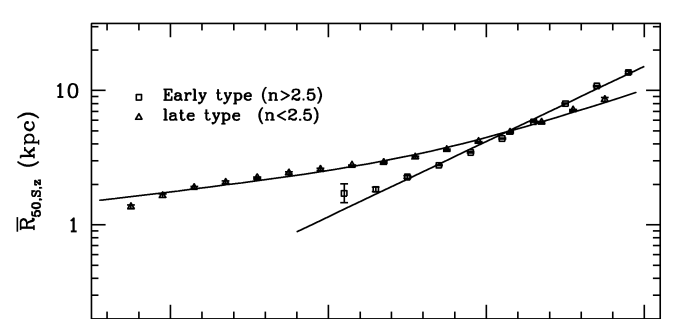 10
Early type (n>2.5)
late type (n<2.5)
1
R̅50,S,z (kpc)